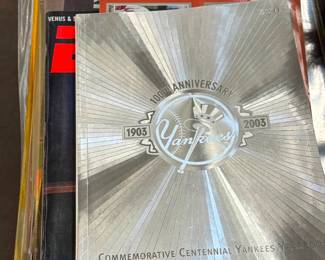 VENUS & S
100TH ANNIVERSARY
1903
2003
Yankees
COMMEMORATIVE CENTENNIAL YANKEES